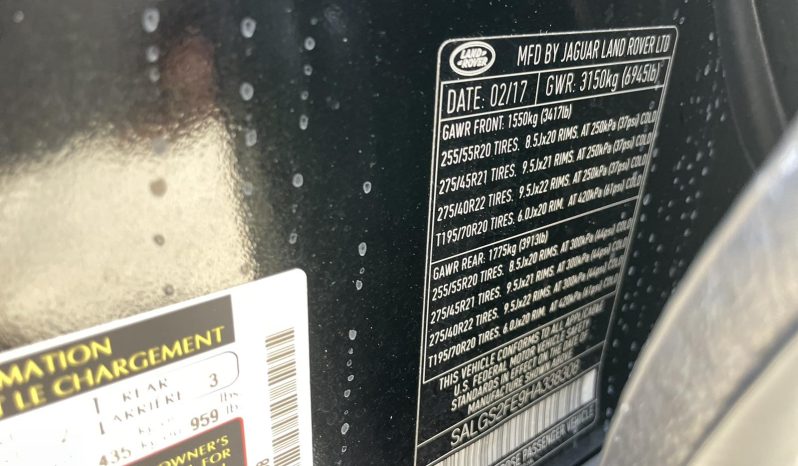 LAND ROVER
MFD BY JAGUAR LAND ROVER LTD
DATE: 02/17 GWR: 3150kg (6945lb)
GAWR FRONT: 1550kg (3417lb)
255/55R20 TIRES. 8.5Jx20 RIMS. AT 250kPa (37psi) COLD
275/45R21 TIRES. 9.5Jx21 RIMS. AT 250kPa (37psi) COLD
275/40R22 TIRES. 9.5Jx22 RIMS. AT 250kPa (37psi) COLD
T195/70R20 TIRES. 6.0Jx20 RIM. AT 420kPa (61psi) COLD
GAWR REAR: 1775kg (3913lb)
255/55R20 TIRES. 8.5Jx20 RIMS. AT 300kPa (44psi) COLD
275/45R21 TIRES. 9.5Jx21 RIMS. AT 300kPa (44psi) COLD
275/40R22 TIRES. 9.5Jx22 RIMS. AT 300kPa (44psi) COLD
T195/70R20 TIRES. 6.0Jx20 RIM. AT 420kPa (61psi) COLD
THIS VEHICLE CONFORMS TO ALL APPLICABLE
U.S. FEDERAL MOTOR VEHICLE SAFETY
STANDARDS IN EFFECT ON THE DATE OF
MANUFACTURE SHOWN ABOVE.
SALGS2FE9HA338308
PASSENGER VEHICLE
MATION
T LE CHARGEMENT
REAR
ARRIÈRE 3
435 959 lbs
OWNER'S
FOR